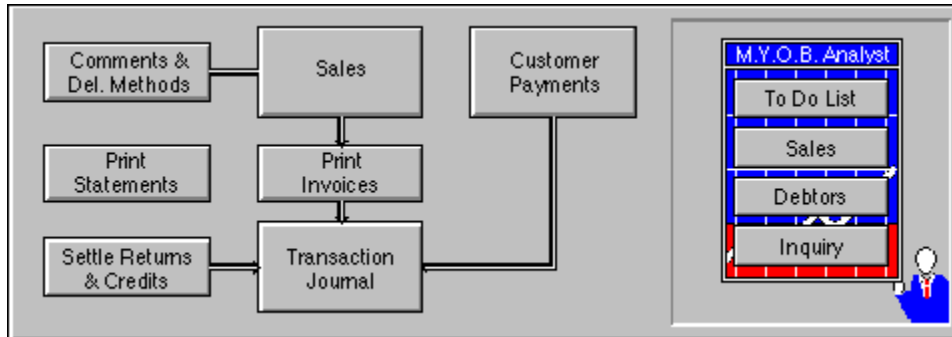 Comments &
Del. Methods
Sales
Customer
Payments
Print
Statements
Print
Invoices
Settle Returns
& Credits
Transaction
Journal
M.Y.O.B. Analyst
To Do List
Sales
Debtors
Inquiry